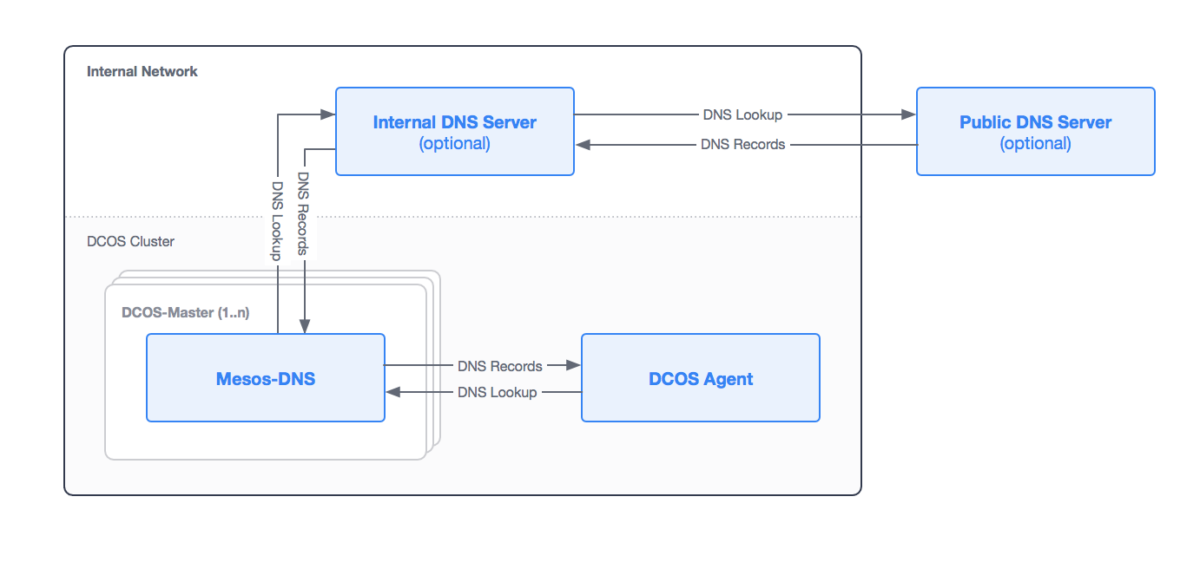 Internal Network
Internal DNS Server
(optional)
DNS Lookup
DNS Records
Public DNS Server
(optional)
DNS Lookup
DNS Records
DCOS Cluster
DCOS-Master (1..n)
Mesos-DNS
DNS Records
DNS Lookup
DCOS Agent